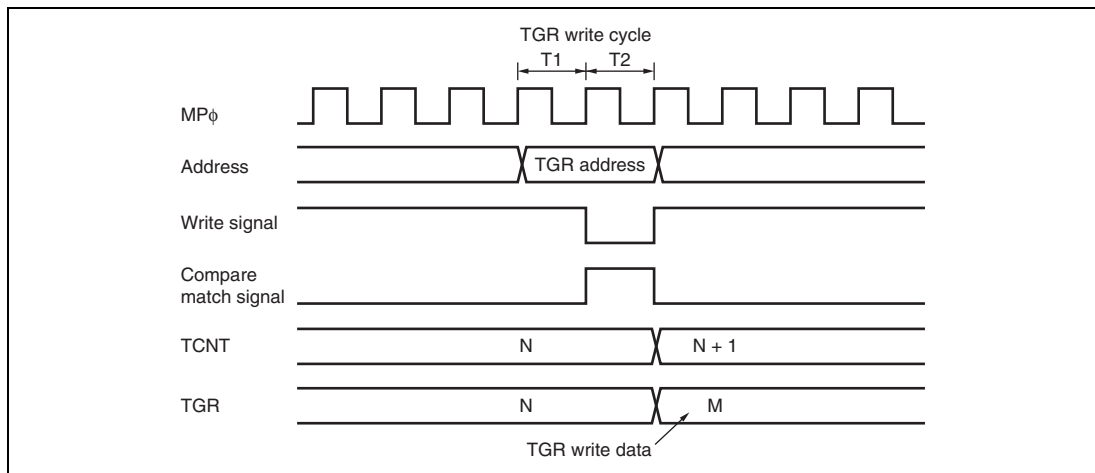 TGR write cycle
T1 T2
MPφ
Address TGR address
Write signal
Compare
match signal
TCNT N N + 1
TGR N M
TGR write data